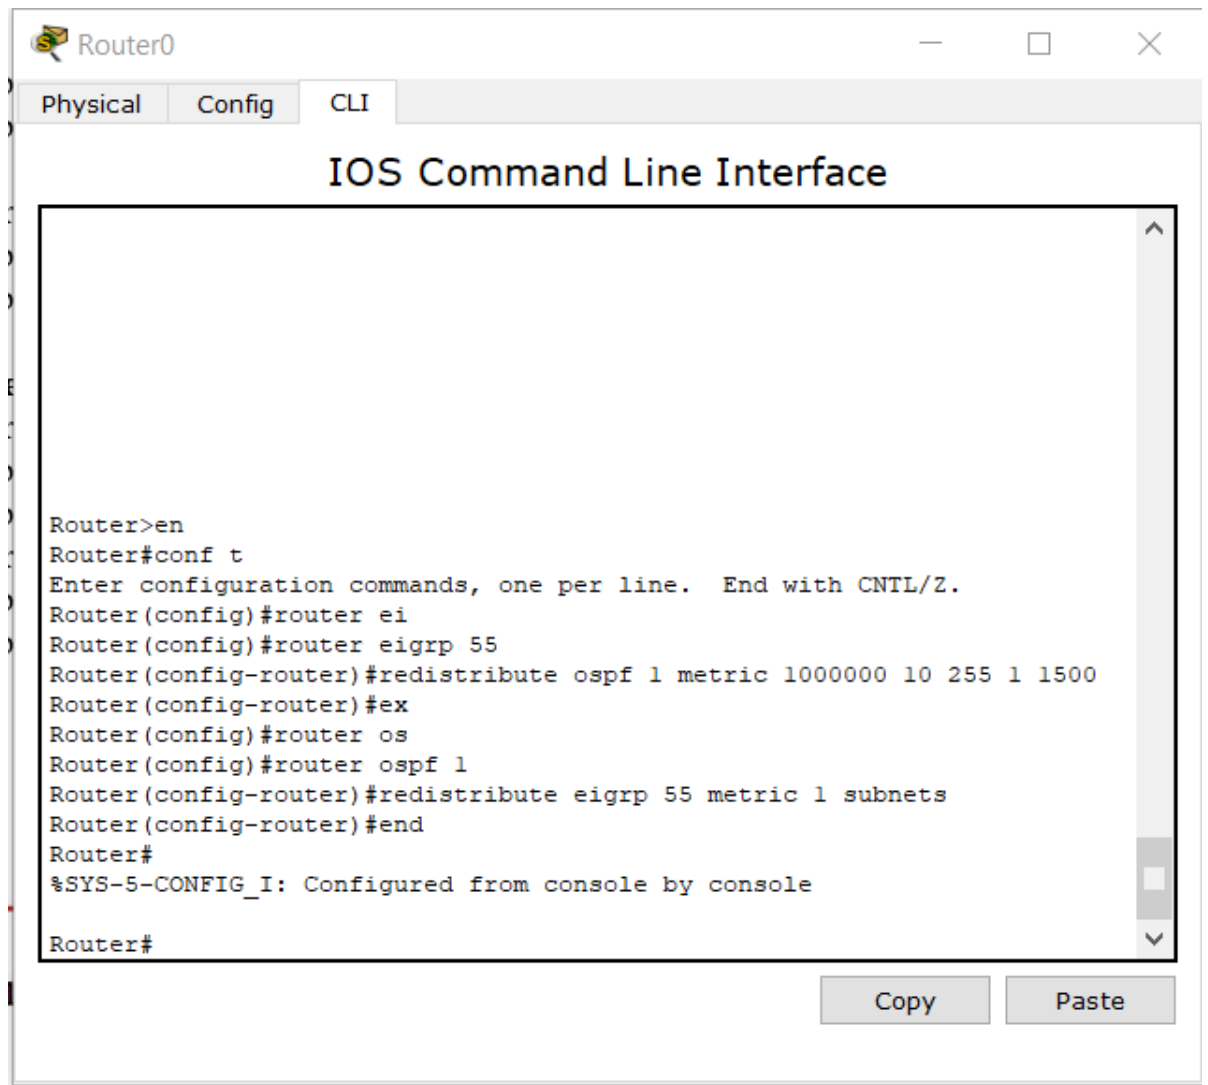 Router0
Physical Config CLI
IOS Command Line Interface
Router>en
Router#conf t
Enter configuration commands, one per line.  End with CNTL/Z.
Router(config)#router ei
Router(config)#router eigrp 55
Router(config-router)#redistribute ospf 1 metric 1000000 10 255 1 1500
Router(config-router)#ex
Router(config)#router os
Router(config)#router ospf 1
Router(config-router)#redistribute eigrp 55 metric 1 subnets
Router(config-router)#end
Router#
%SYS-5-CONFIG_I: Configured from console by console
Router#
Copy Paste